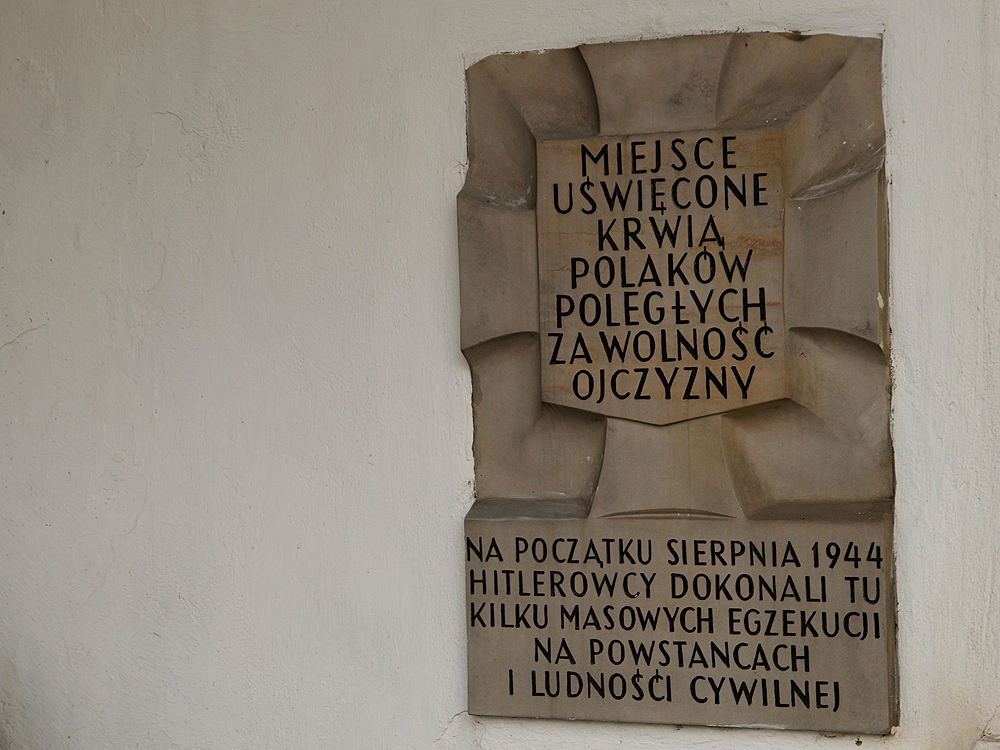 MIEJSCE
UŚWIĘCONE
KRWIĄ
POLAKÓW
POLEGŁYCH
ZA WOLNOŚĆ
OJCZYZNY
NA POCZĄTKU SIERPNIA 1944
HITLEROWCY DOKONALI TU
KILKU MASOWYCH EGZEKUCJI
NA POWSTAŃCACH
I LUDNOŚCI CYWILNEJ